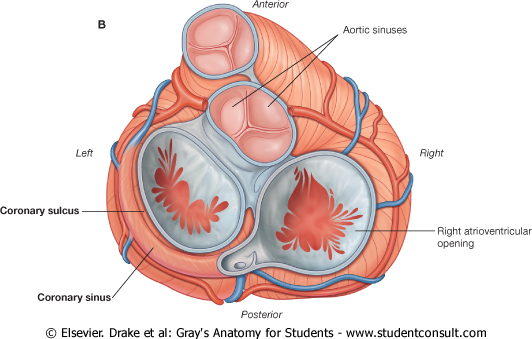 Anterior
B
Aortic sinuses
Left
Right
Coronary sulcus
Right atrioventricular
opening
Coronary sinus
Posterior
© Elsevier. Drake et al: Gray's Anatomy for Students - www.studentconsult.com